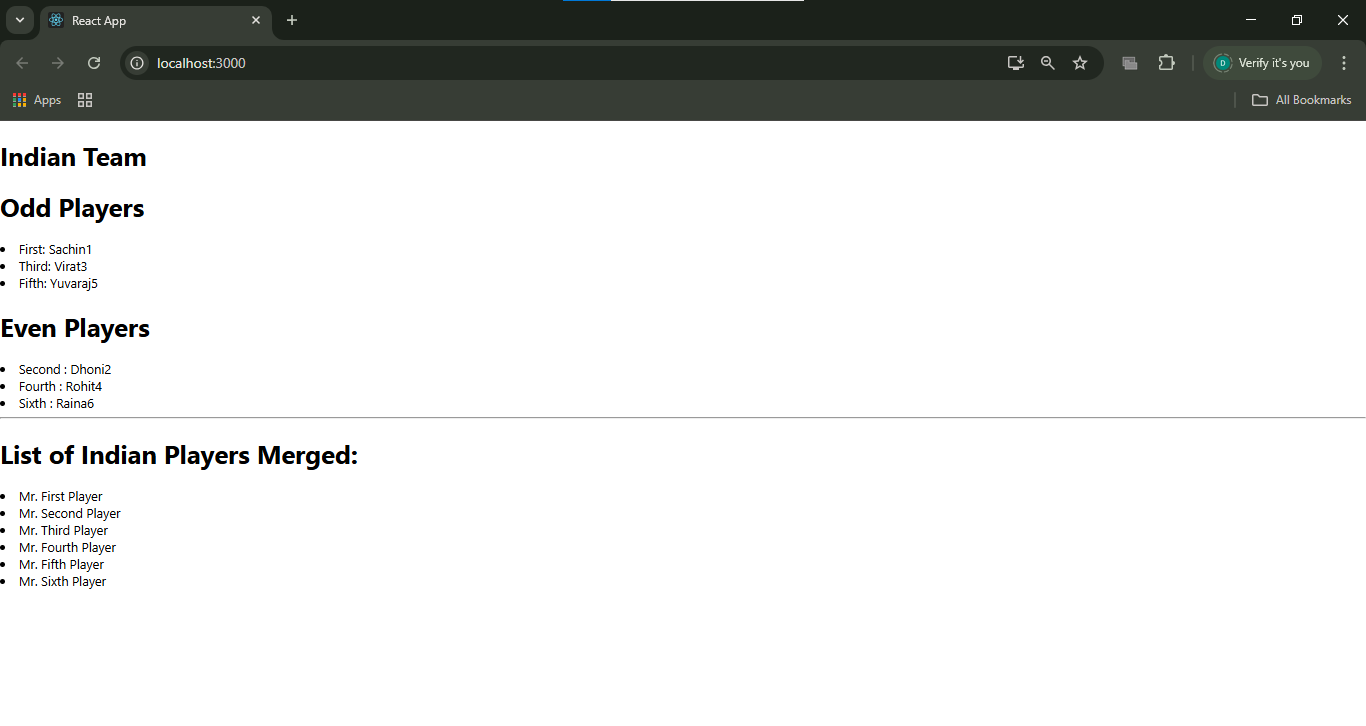 React App
localhost:3000
D
Verify it's you
Apps
All Bookmarks
Indian Team
Odd Players
First: Sachin1
Third: Virat3
Fifth: Yuvaraj5
Even Players
Second : Dhoni2
Fourth : Rohit4
Sixth : Raina6
List of Indian Players Merged:
Mr. First Player
Mr. Second Player
Mr. Third Player
Mr. Fourth Player
Mr. Fifth Player
Mr. Sixth Player